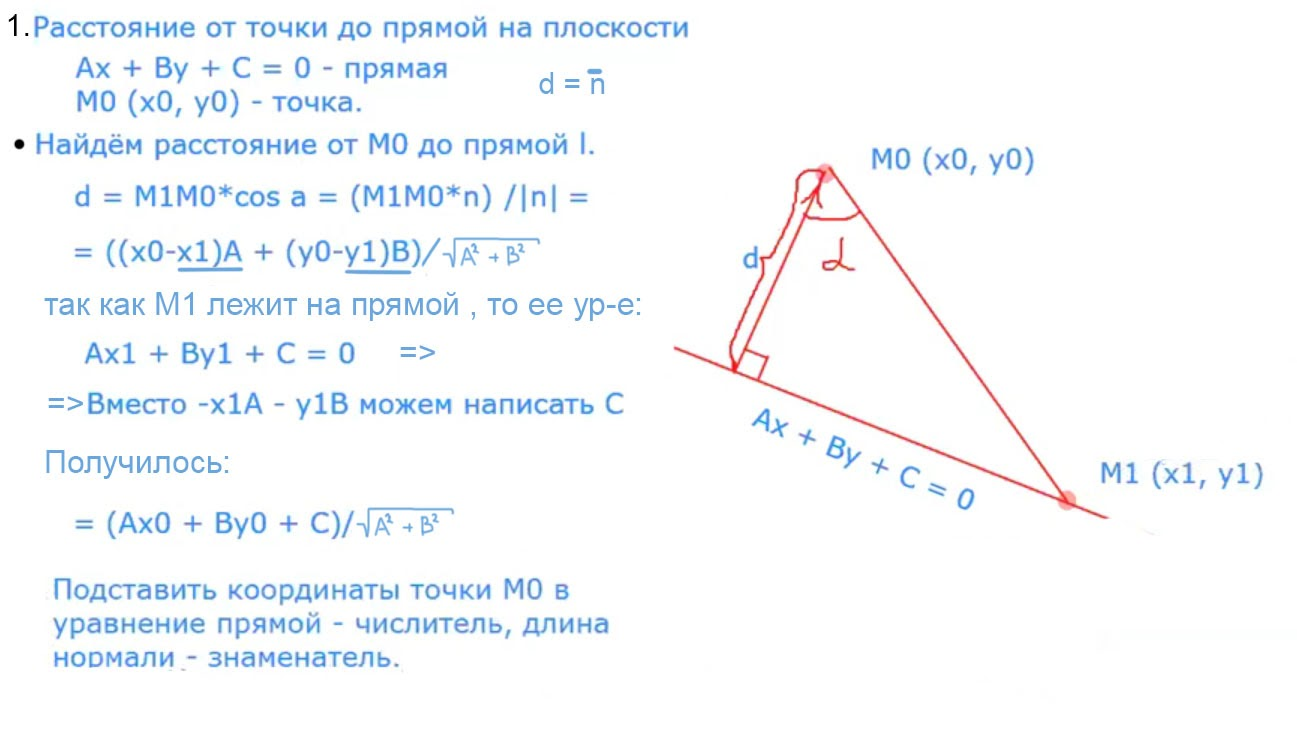 1.Расстояние от точки до прямой на плоскости
Ax + By + C = 0 - прямая
M0 (x0, y0) - точка.
d = n̅
• Найдём расстояние от M0 до прямой l.
d = M1M0*cos a = (M1M0*n) /|n| =
= ((x0-x1)A + (y0-y1)B)/√A² + B²
так как M1 лежит на прямой , то ее ур-е:
Ax1 + By1 + C = 0 =>
=>Вместо -x1A - y1B можем написать C
Получилось:
= (Ax0 + By0 + C)/√A² + B²
Подставить координаты точки M0 в
уравнение прямой - числитель, длина
нормали - знаменатель.
M0 (x0, y0)
d
α
Ax + By + C = 0
M1 (x1, y1)